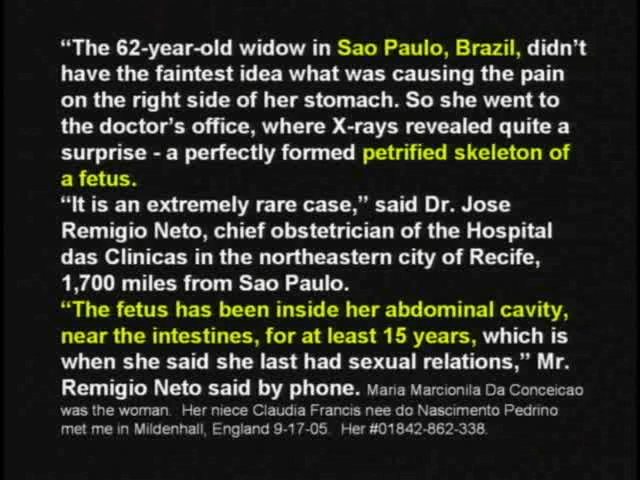 “The 62-year-old widow in Sao Paulo, Brazil, didn’t
have the faintest idea what was causing the pain
on the right side of her stomach. So she went to
the doctor’s office, where X-rays revealed quite a
surprise - a perfectly formed petrified skeleton of
a fetus.
“It is an extremely rare case,” said Dr. Jose
Remigio Neto, chief obstetrician of the Hospital
das Clinicas in the northeastern city of Recife,
1,700 miles from Sao Paulo.
“The fetus has been inside her abdominal cavity,
near the intestines, for at least 15 years, which is
when she said she last had sexual relations,” Mr.
Remigio Neto said by phone. Maria Marcionila Da Conceicao
was the woman. Her niece Claudia Francis nee do Nascimento Pedrino
met me in Mildenhall, England 9-17-05. Her #01842-862-338.